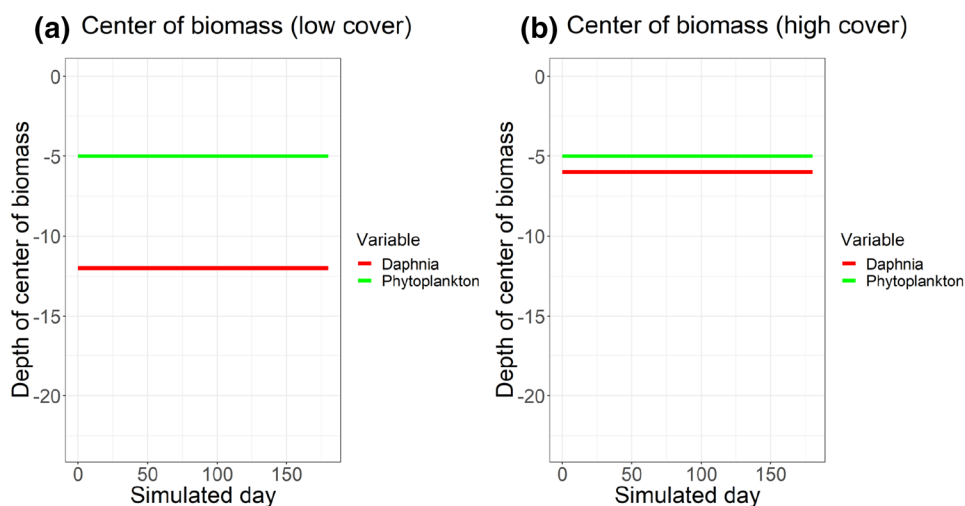 (a) Center of biomass (low cover)
Depth of center of biomass
0
-5
-10
-15
-20
0 50 100 150
Simulated day
Variable
Daphnia
Phytoplankton
(b) Center of biomass (high cover)
Depth of center of biomass
0
-5
-10
-15
-20
0 50 100 150
Simulated day
Variable
Daphnia
Phytoplankton